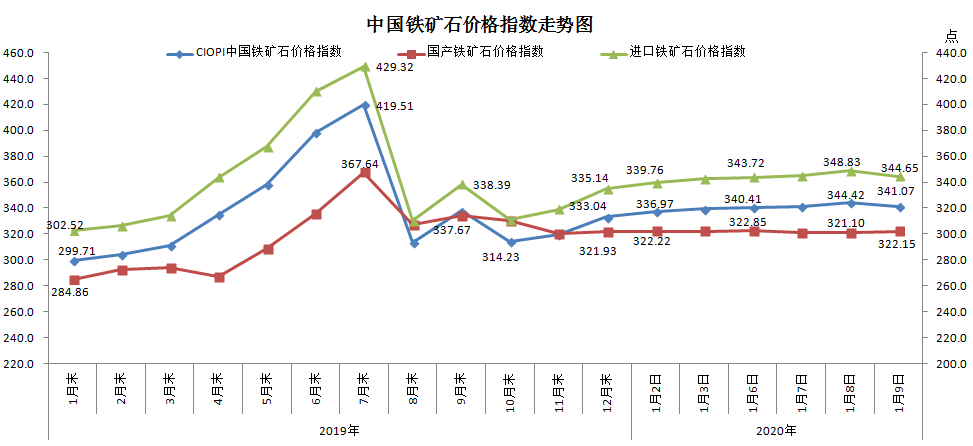 中国铁矿石价格指数走势图
点
CIOPI中国铁矿石价格指数 国产铁矿石价格指数 进口铁矿石价格指数
460.0
440.0
420.0
400.0
380.0
360.0
340.0
320.0
300.0
280.0
260.0
240.0
220.0
440.0
420.0
400.0
380.0
360.0
340.0
320.0
300.0
280.0
260.0
240.0
220.0
200.0
302.52
299.71
284.86
429.32
419.51
367.64
338.39
337.67
314.23
335.14
333.04
321.93
339.76
336.97
322.22
343.72
340.41
322.85
348.83
344.42
321.10
344.65
341.07
322.15
1月末
2月末
3月末
4月末
5月末
6月末
7月末
8月末
9月末
10月末
11月末
12月末
1月2日
1月3日
1月6日
1月7日
1月8日
1月9日
2019年 2020年